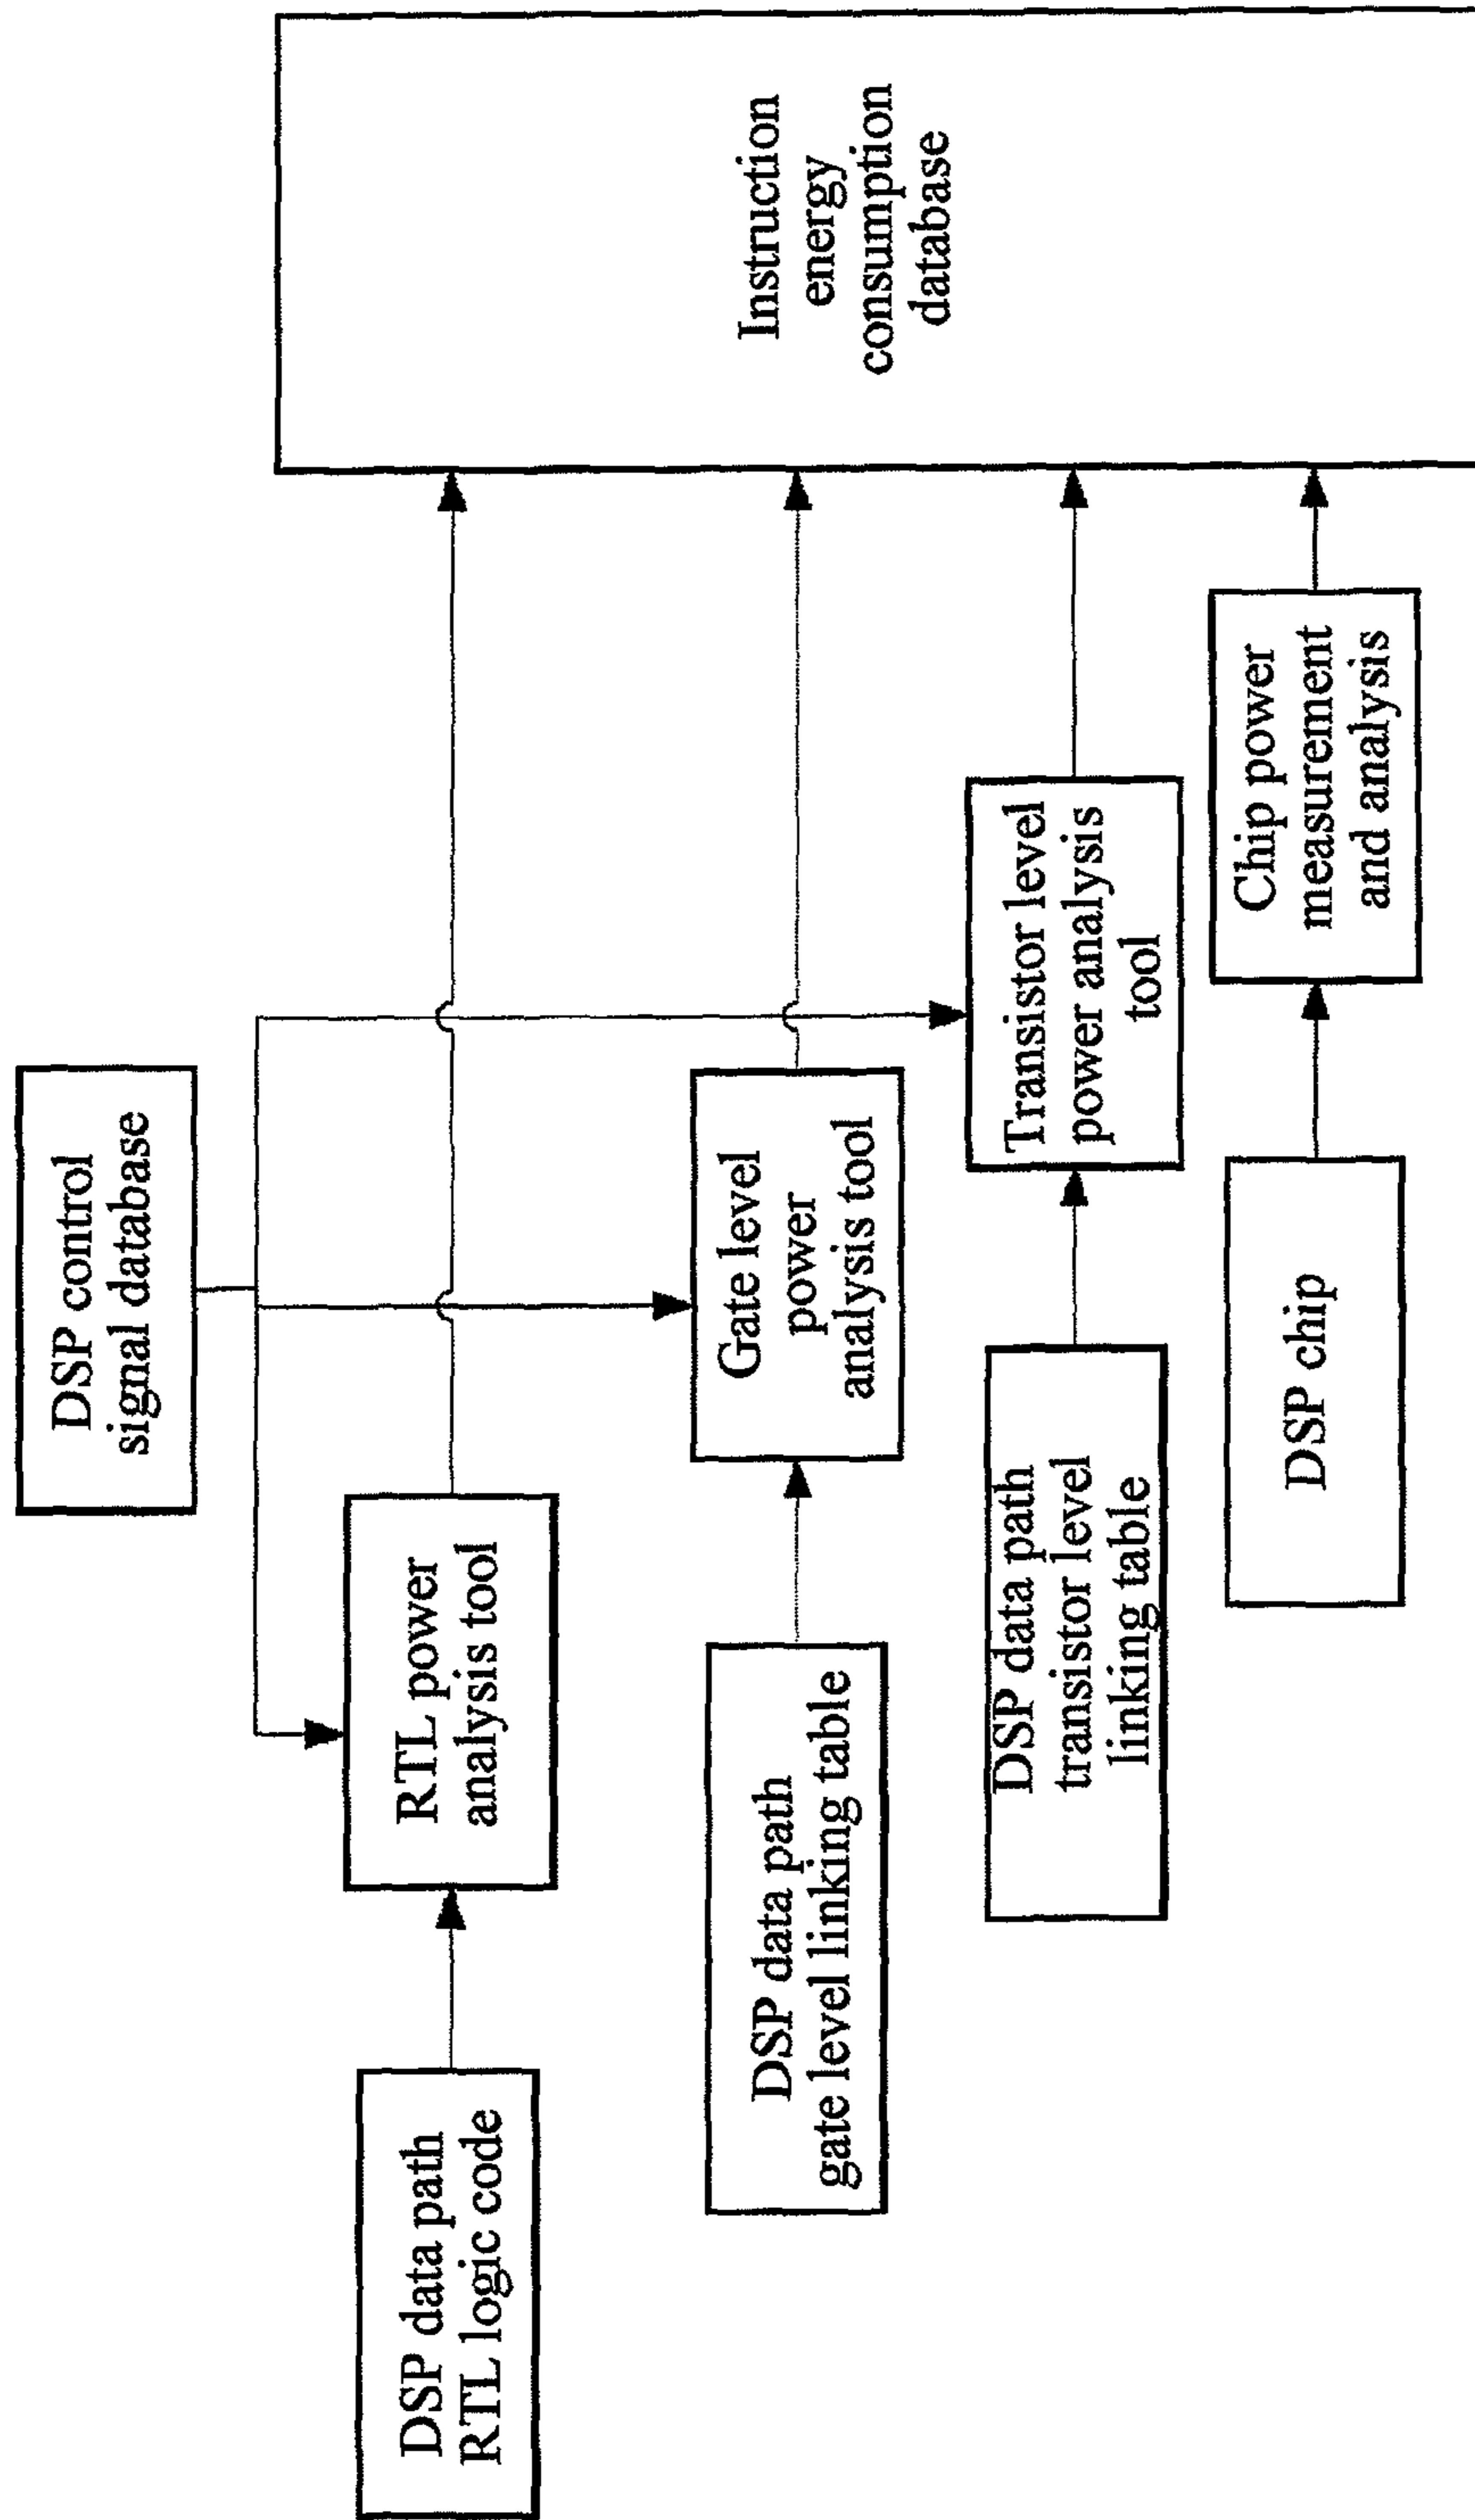 DSP control
signal database
DSP data path
RTL logic code
RTL power
analysis tool
DSP data path
gate level linking table
Gate level
power
analysis tool
DSP data path
transistor level
linking table
Transistor level
power analysis
tool
DSP chip
Chip power
measurement
and analysis
Instruction
energy
consumption
database